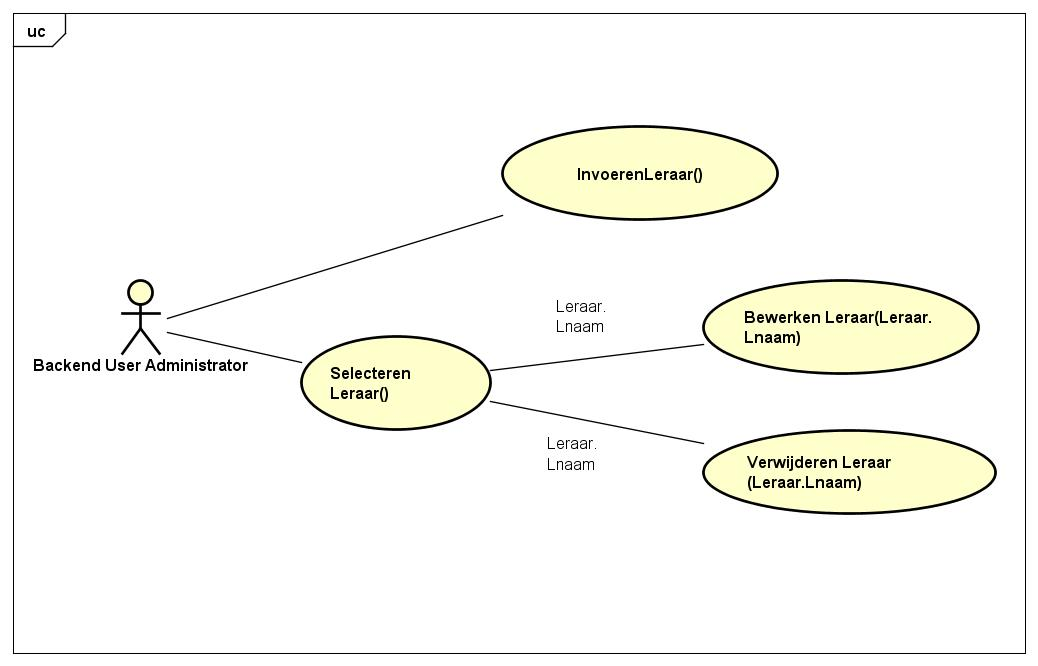 uc
InvoerenLeraar()
Leraar.
Lnaam
Bewerken Leraar(Leraar.
Lnaam)
Backend User Administrator
Selecteren
Leraar()
Leraar.
Lnaam
Verwijderen Leraar
(Leraar.Lnaam)